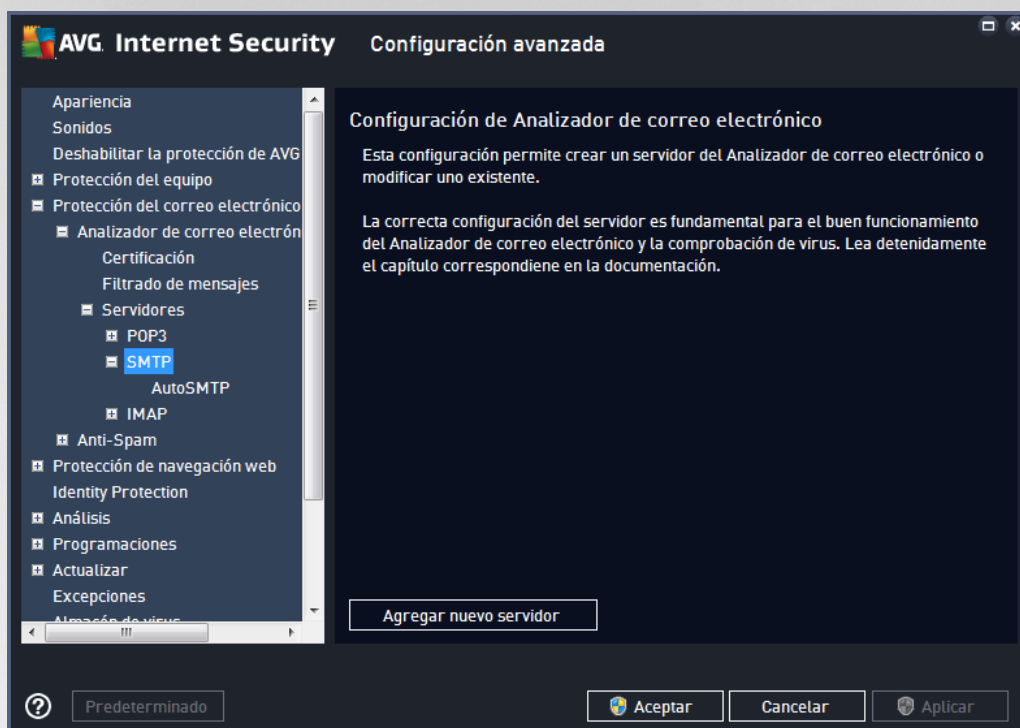 AVG. Internet Security
Configuración avanzada
Apariencia
Sonidos
Deshabilitar la protección de AVG
Protección del equipo
Protección del correo electrónico
Analizador de correo electrón
Certificación
Filtrado de mensajes
Servidores
POP3
SMTP
AutoSMTP
IMAP
Anti-Spam
Protección de navegación web
Identity Protection
Análisis
Programaciones
Actualizar
Excepciones
Almacén de virus
Configuración de Analizador de correo electrónico
Esta configuración permite crear un servidor del Analizador de correo electrónico o
modificar uno existente.
La correcta configuración del servidor es fundamental para el buen funcionamiento
del Analizador de correo electrónico y la comprobación de virus. Lea detenidamente
el capítulo correspondiene en la documentación.
Agregar nuevo servidor
? Predeterminado
Aceptar
Cancelar
Aplicar